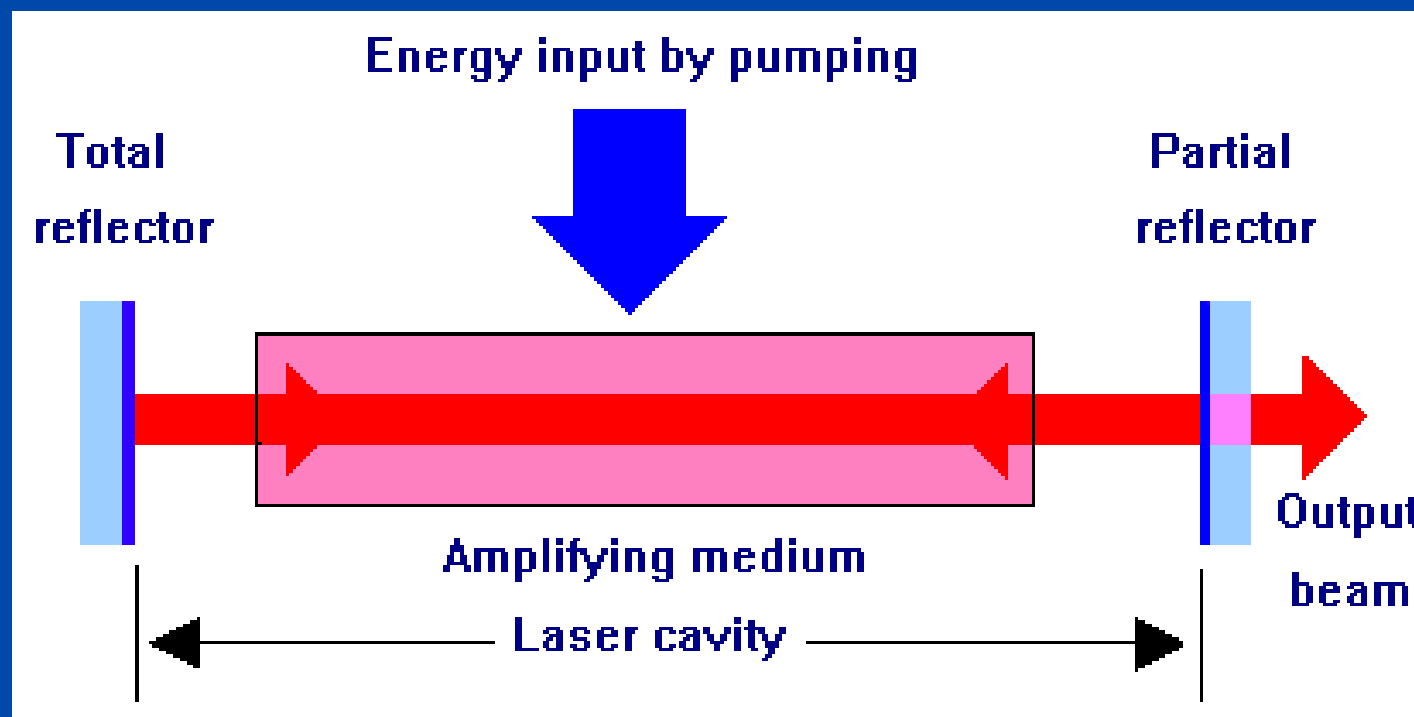 Energy input by pumping
Total
reflector
Partial
reflector
Amplifying medium
Output
beam
Laser cavity